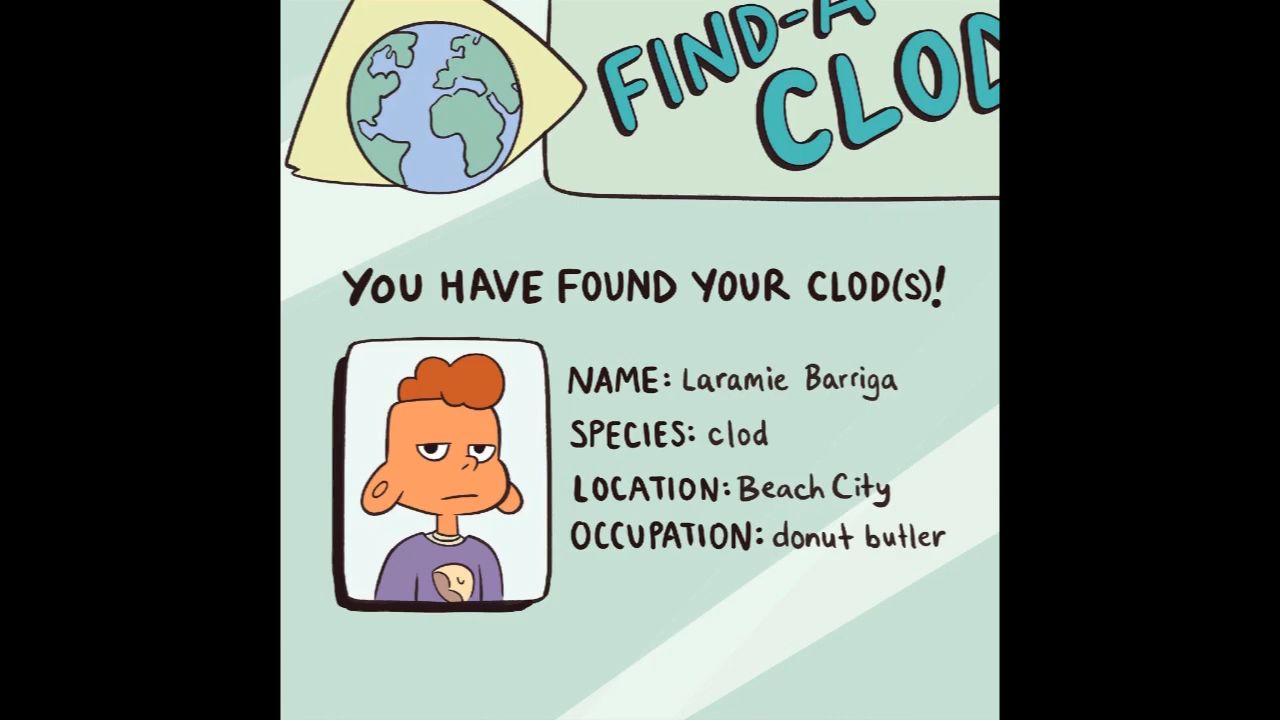 FIND-A
CLOD
YOU HAVE FOUND YOUR CLOD(S)!
NAME: Laramie Barriga
SPECIES: clod
LOCATION: Beach City
OCCUPATION: donut butler